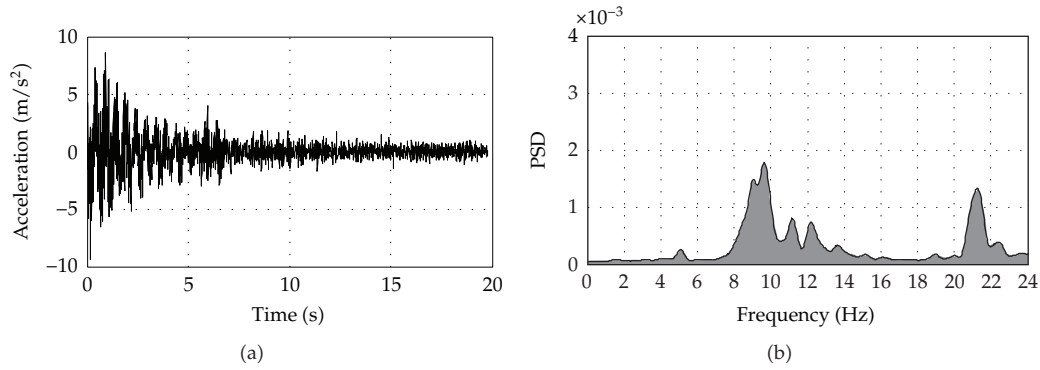 10
5
0
−5
−10
Acceleration (m/s²)
0 5 10 15 20
Time (s)
(a)
×10⁻³
4
3
2
1
0
PSD
0 2 4 6 8 10 12 14 16 18 20 22 24
Frequency (Hz)
(b)